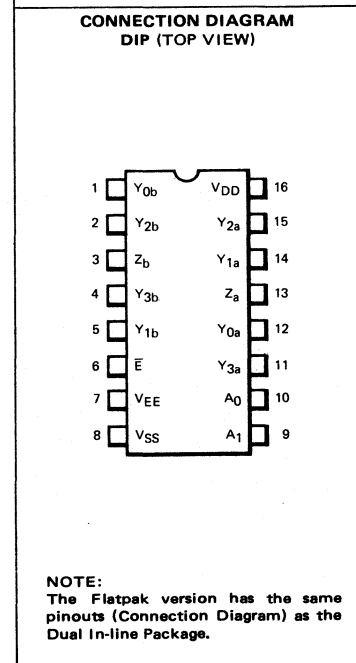 CONNECTION DIAGRAM
DIP (TOP VIEW)
1 Y0b VDD 16
2 Y2b Y2a 15
3 Zb Y1a 14
4 Y3b Za 13
5 Y1b Y0a 12
6 E̅ Y3a 11
7 VEE A0 10
8 VSS A1 9
NOTE:
The Flatpak version has the same
pinouts (Connection Diagram) as the
Dual In-line Package.